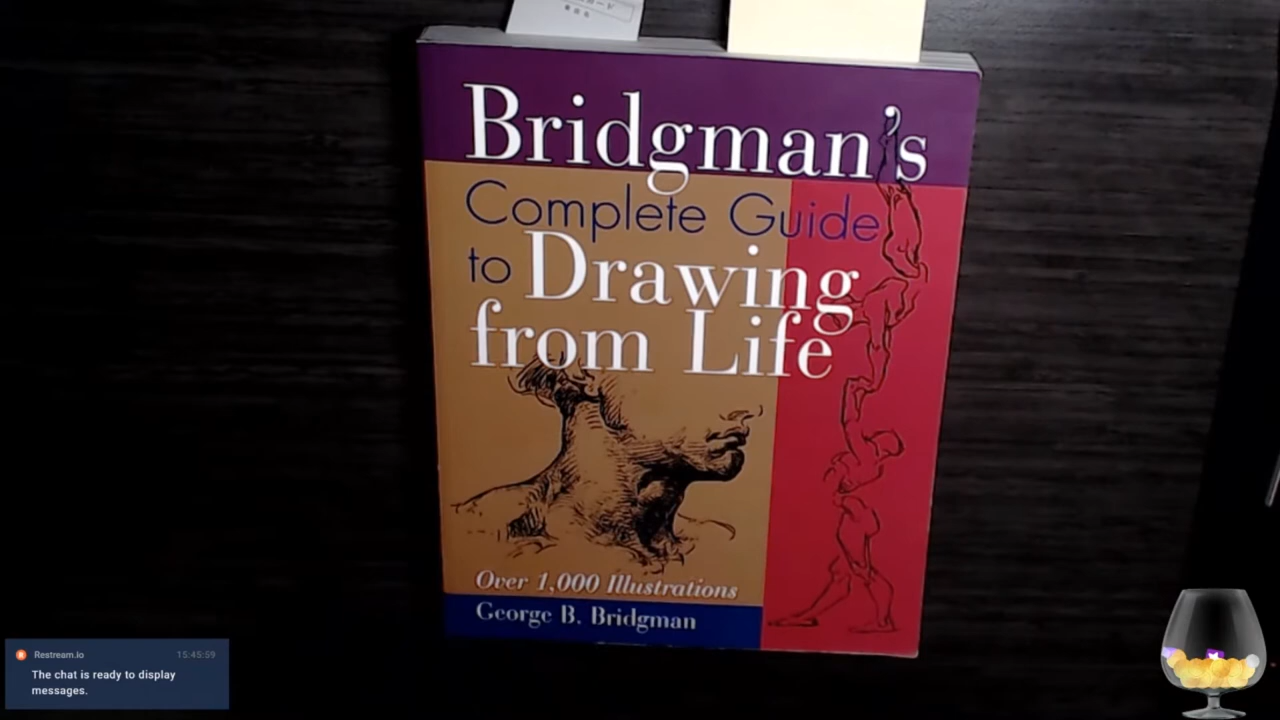 Bridgman's
Complete Guide
to Drawing
from Life
Over 1,000 Illustrations
George B. Bridgman
Restream.io 15:45:59
The chat is ready to display
messages.